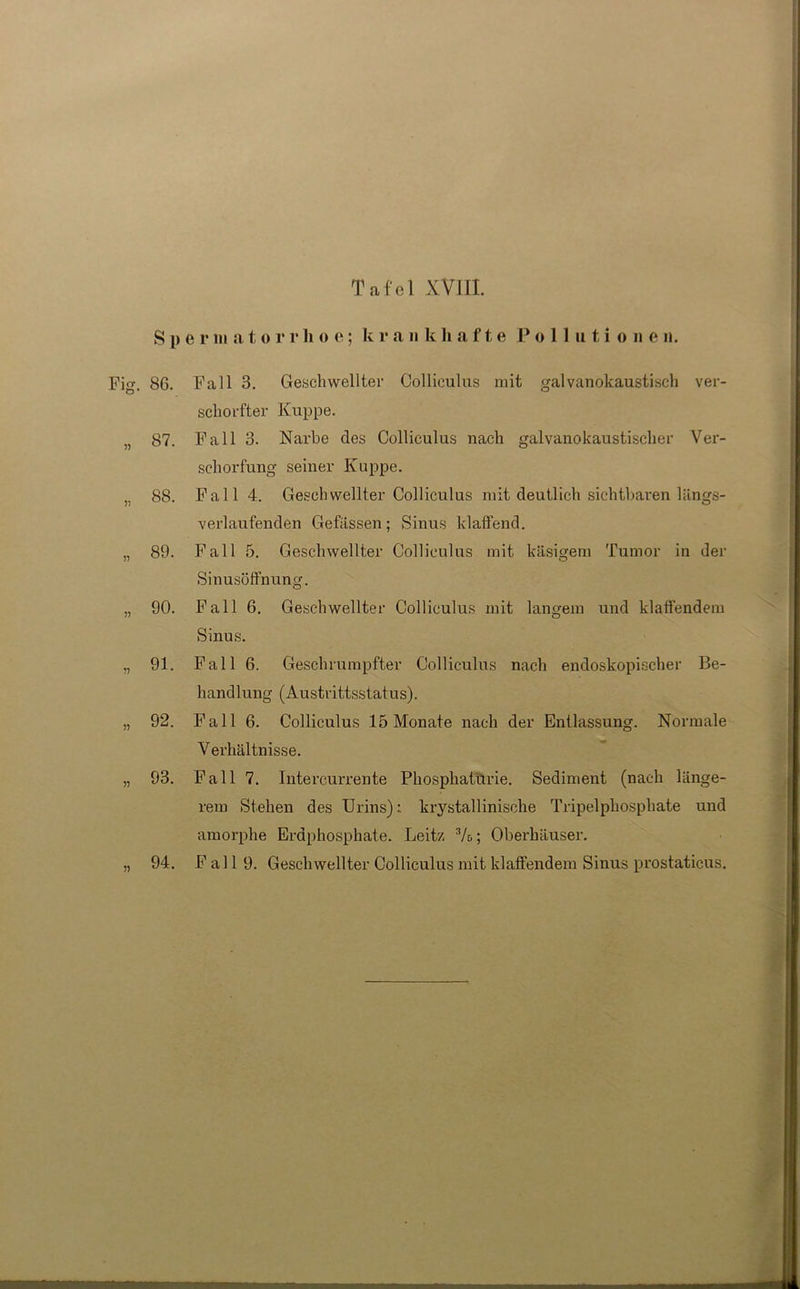 Tafel XVIII.
Spermatorrhoe; krankhafte Pollutionen.
Fig. 86. Fall 3. Geschwellter Colliculus mit galvanokaustisch ver-
schorfter Kuppe.
„ 87. Fall 3. Narbe des Colliculus nach galvanokaustischer Ver-
schorfung seiner Kuppe.
„ 88. Fall 4. Geschwellter Colliculus mit deutlich sichtbaren längs-
verlaufenden Gefässen; Sinus klaffend.
„ 89. Fall 5. Geschwellter Colliculus mit käsigem Tumor in der
Sinusöffnung.
„ 90. Fall 6. Geschwellter Colliculus mit langem und klaffendem
Sinus.
„ 91. Fall 6. Geschrumpfter Colliculus nach endoskopischer Be-
handlung (Austrittsstatus).
„ 92. Fall 6. Colliculus 15 Monate nach der Entlassung. Normale
Verhältnisse.
„ 93. Fall 7. Intercurrente Phosphaturie. Sediment (nach länge-
rem Stehen des Urins): krystallinische Tripelphosphate und
amorphe Erdphosphate. Leitz 3/5; Oberhäuser.
„ 94. Fall 9. Geschwellter Colliculus mit klaffendem Sinus prostaticus.